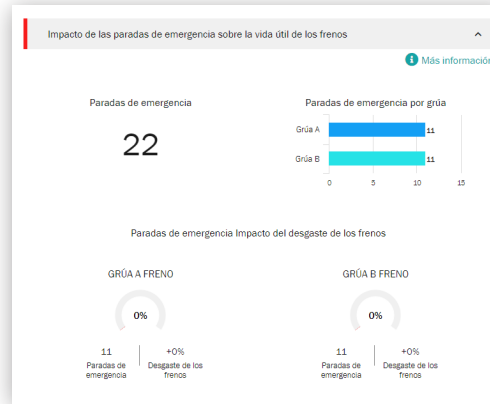 Impacto de las paradas de emergencia sobre la vida útil de los frenos
Más información
Paradas de emergencia
22
Paradas de emergencia por grúa
Grúa A
11
Grúa B
11
0 5 10 15
Paradas de emergencia Impacto del desgaste de los frenos
GRÚA A FRENO
0%
11
Paradas de
emergencia
+0%
Desgaste de los
frenos
GRÚA B FRENO
0%
11
Paradas de
emergencia
+0%
Desgaste de los
frenos